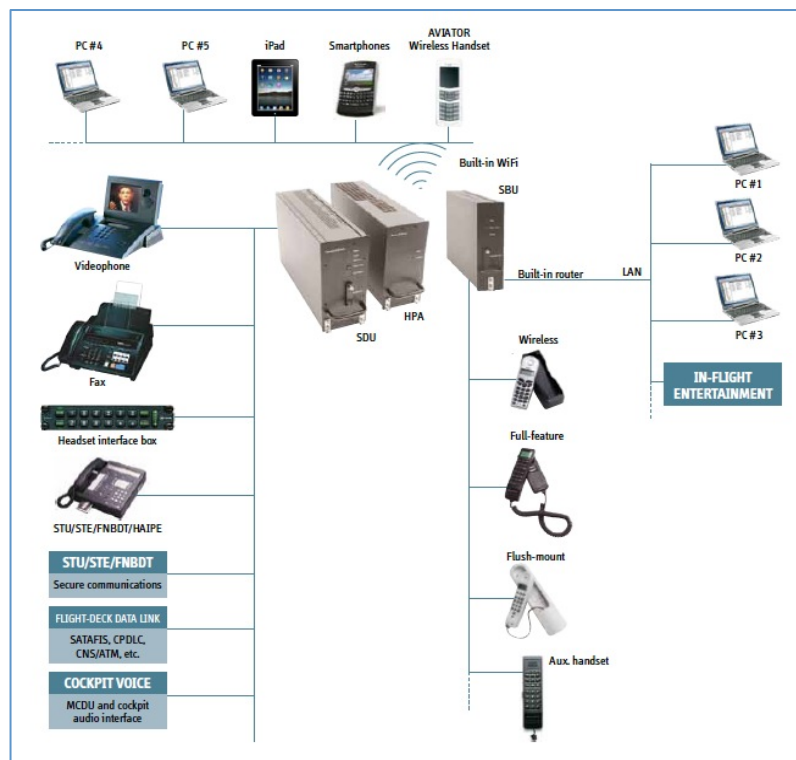 PC #4
PC #5
iPad
Smartphones
AVIATOR
Wireless Handset
Built-in WiFi
SBU
PC #1
PC #2
PC #3
Videophone
SDU
HPA
Built-in router
LAN
Fax
Wireless
IN-FLIGHT
ENTERTAINMENT
Headset interface box
Full-feature
STU/STE/FNBDT/HAIPE
STU/STE/FNBDT
Secure communications
Flush-mount
FLIGHT-DECK DATA LINK
SATAFIS, CPDLC,
CNS/ATM, etc.
Aux. handset
COCKPIT VOICE
MCDU and cockpit
audio interface